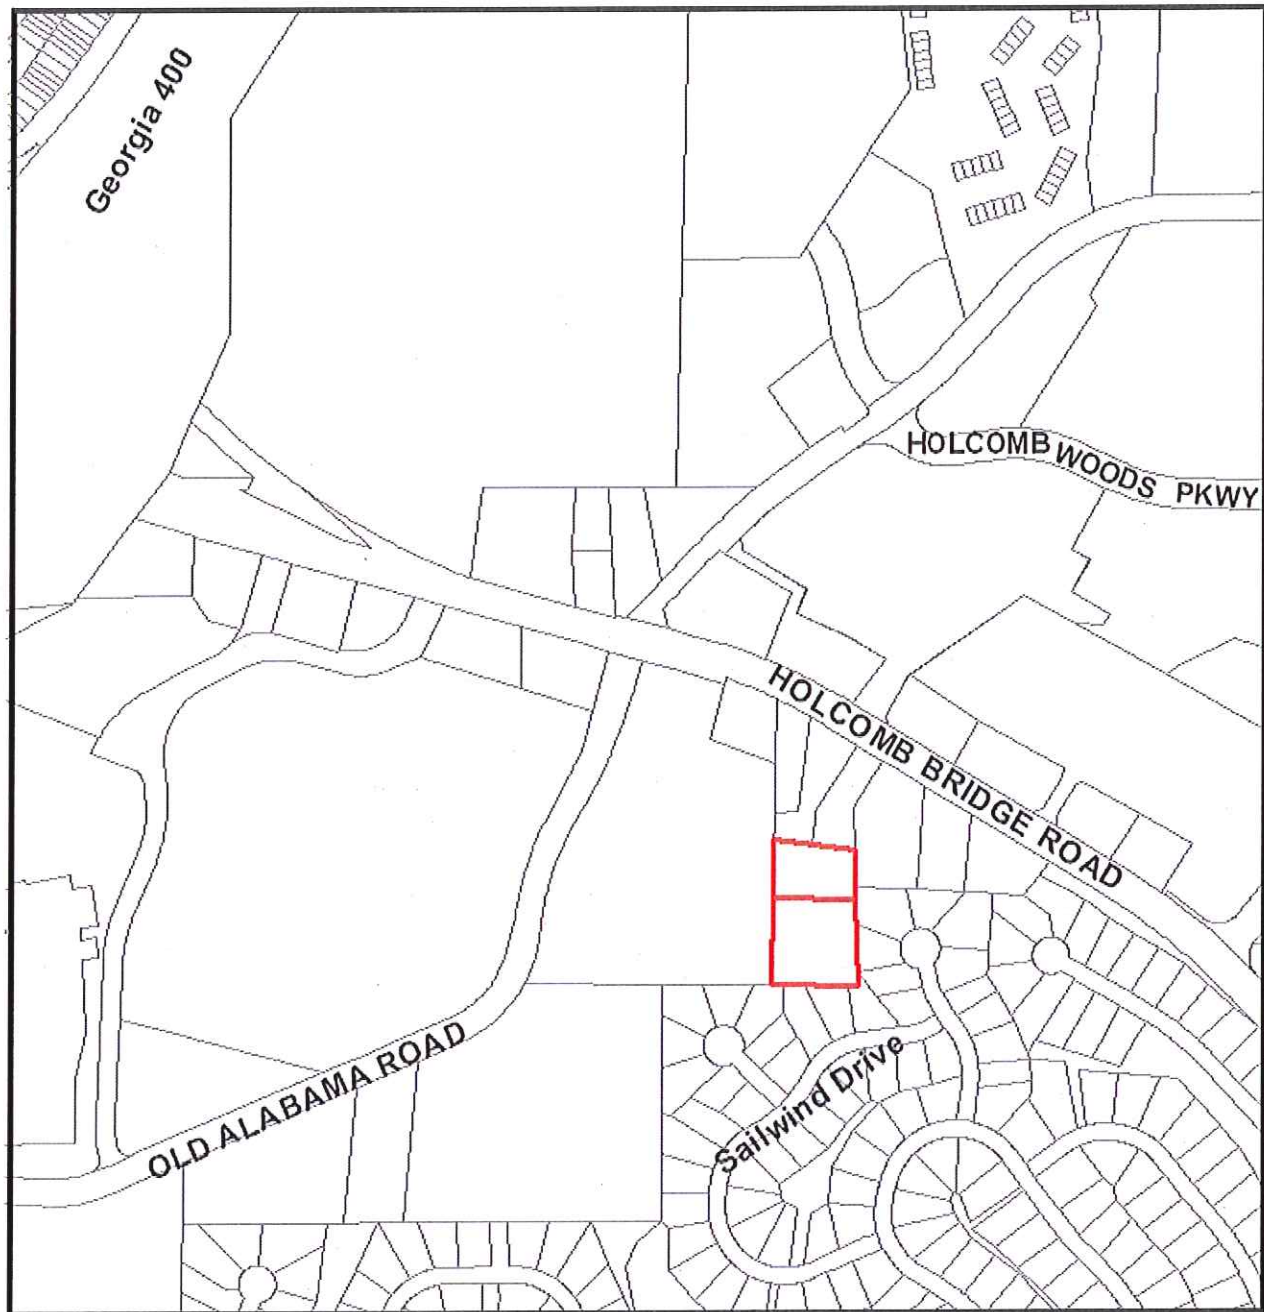 Georgia 400
HOLCOMB WOODS PKWY
HOLCOMB BRIDGE ROAD
OLD ALABAMA ROAD
Sailwind Drive